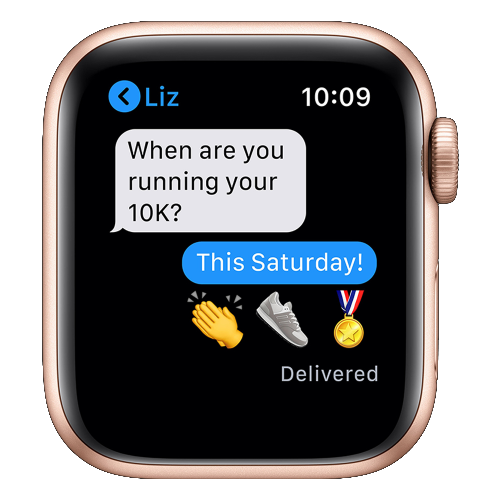 Liz
10:09
When are you
running your
10K?
This Saturday!
👏 👟 🏅
Delivered